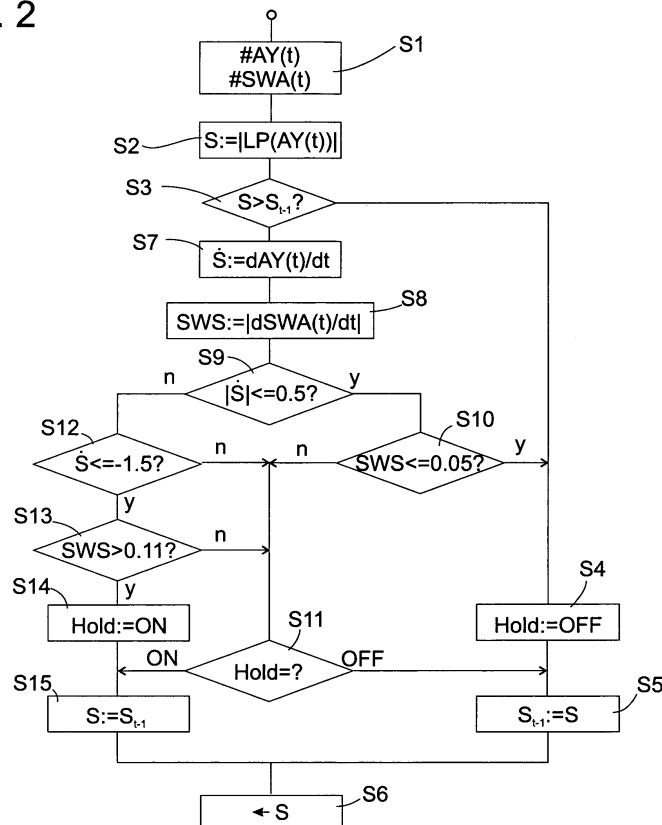 . 2
#AY(t)
#SWA(t)
S1
S2
S:=|LP(AY(t))|
S3
S>St-1?
S7
Ṡ:=dAY(t)/dt
S8
SWS:=|dSWA(t)/dt|
S9
n
|Ṡ|<=0.5?
y
S12
Ṡ<=-1.5?
n
n
S10
SWS<=0.05?
y
y
S13
SWS>0.11?
n
y
S14
Hold:=ON
S11
ON
Hold=?
OFF
S4
Hold:=OFF
S15
S:=St-1
S5
St-1:=S
S6
← S